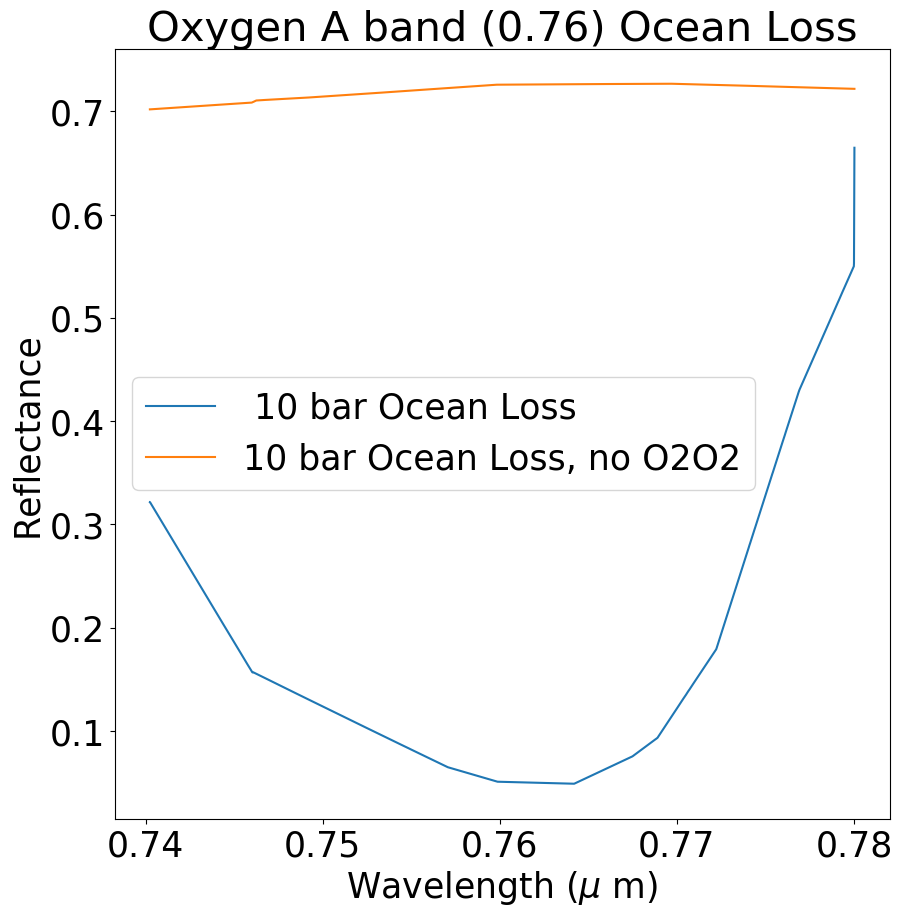 Oxygen A band (0.76) Ocean Loss
Reflectance
0.7
0.6
0.5
0.4
0.3
0.2
0.1
10 bar Ocean Loss
10 bar Ocean Loss, no O2O2
0.74 0.75 0.76 0.77 0.78
Wavelength (μ m)